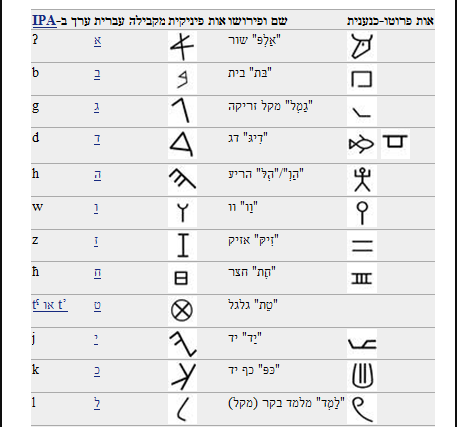 אות פרוטו-כנענית שם ופירושו אות פיניקית מקבילה עברית ערך ב-IPA
"אַלְפּ" שור א ʔ
"בֵּת" בית ב b
"גַמְל" מקל זריקה ג g
"דִיגּ" דג ד d
"הַוְ"/"הִלְּ" הריע ה h
"וָו" וו ו w
"זִיקּ" אזיק ז z
"חֵת" חצר ח ħ
"טֵת" גלגל ט tˤ או t’
"יַד" יד י j
"כַּפּ" כף יד כ k
"לַמְד" מלמד בקר (מקל) ל l